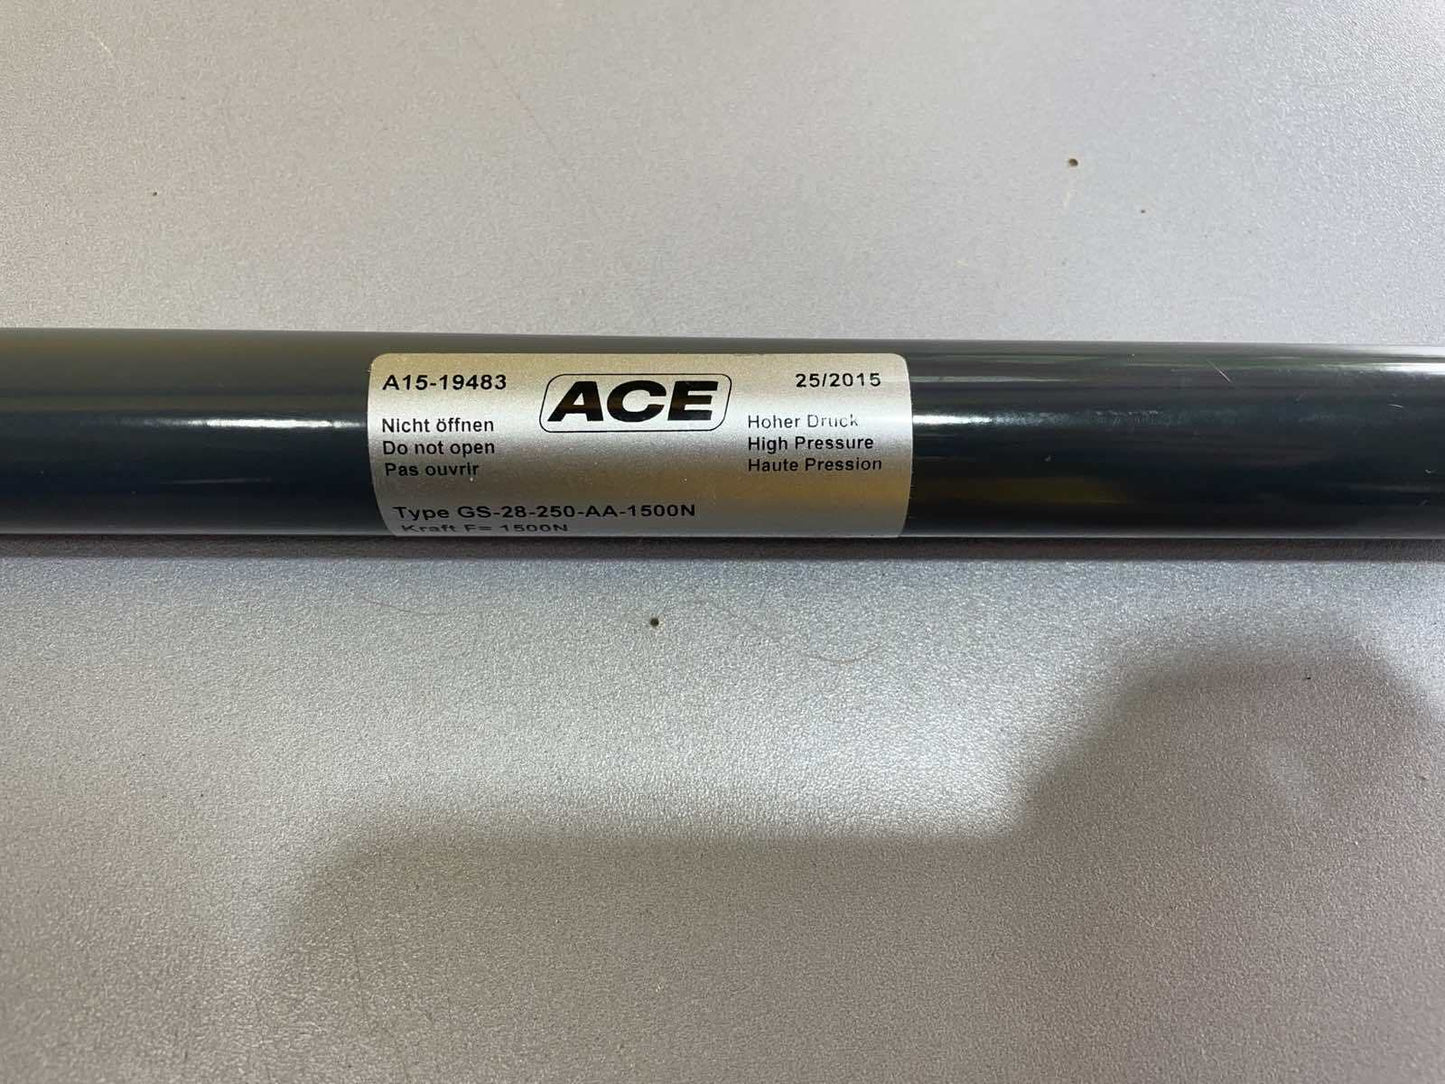 A15-19483
ACE
25/2015
Nicht öffnen
Do not open
Pas ouvrir
Hoher Druck
High Pressure
Haute Pression
Type GS-28-250-AA-1500N
Kraft F= 1500N